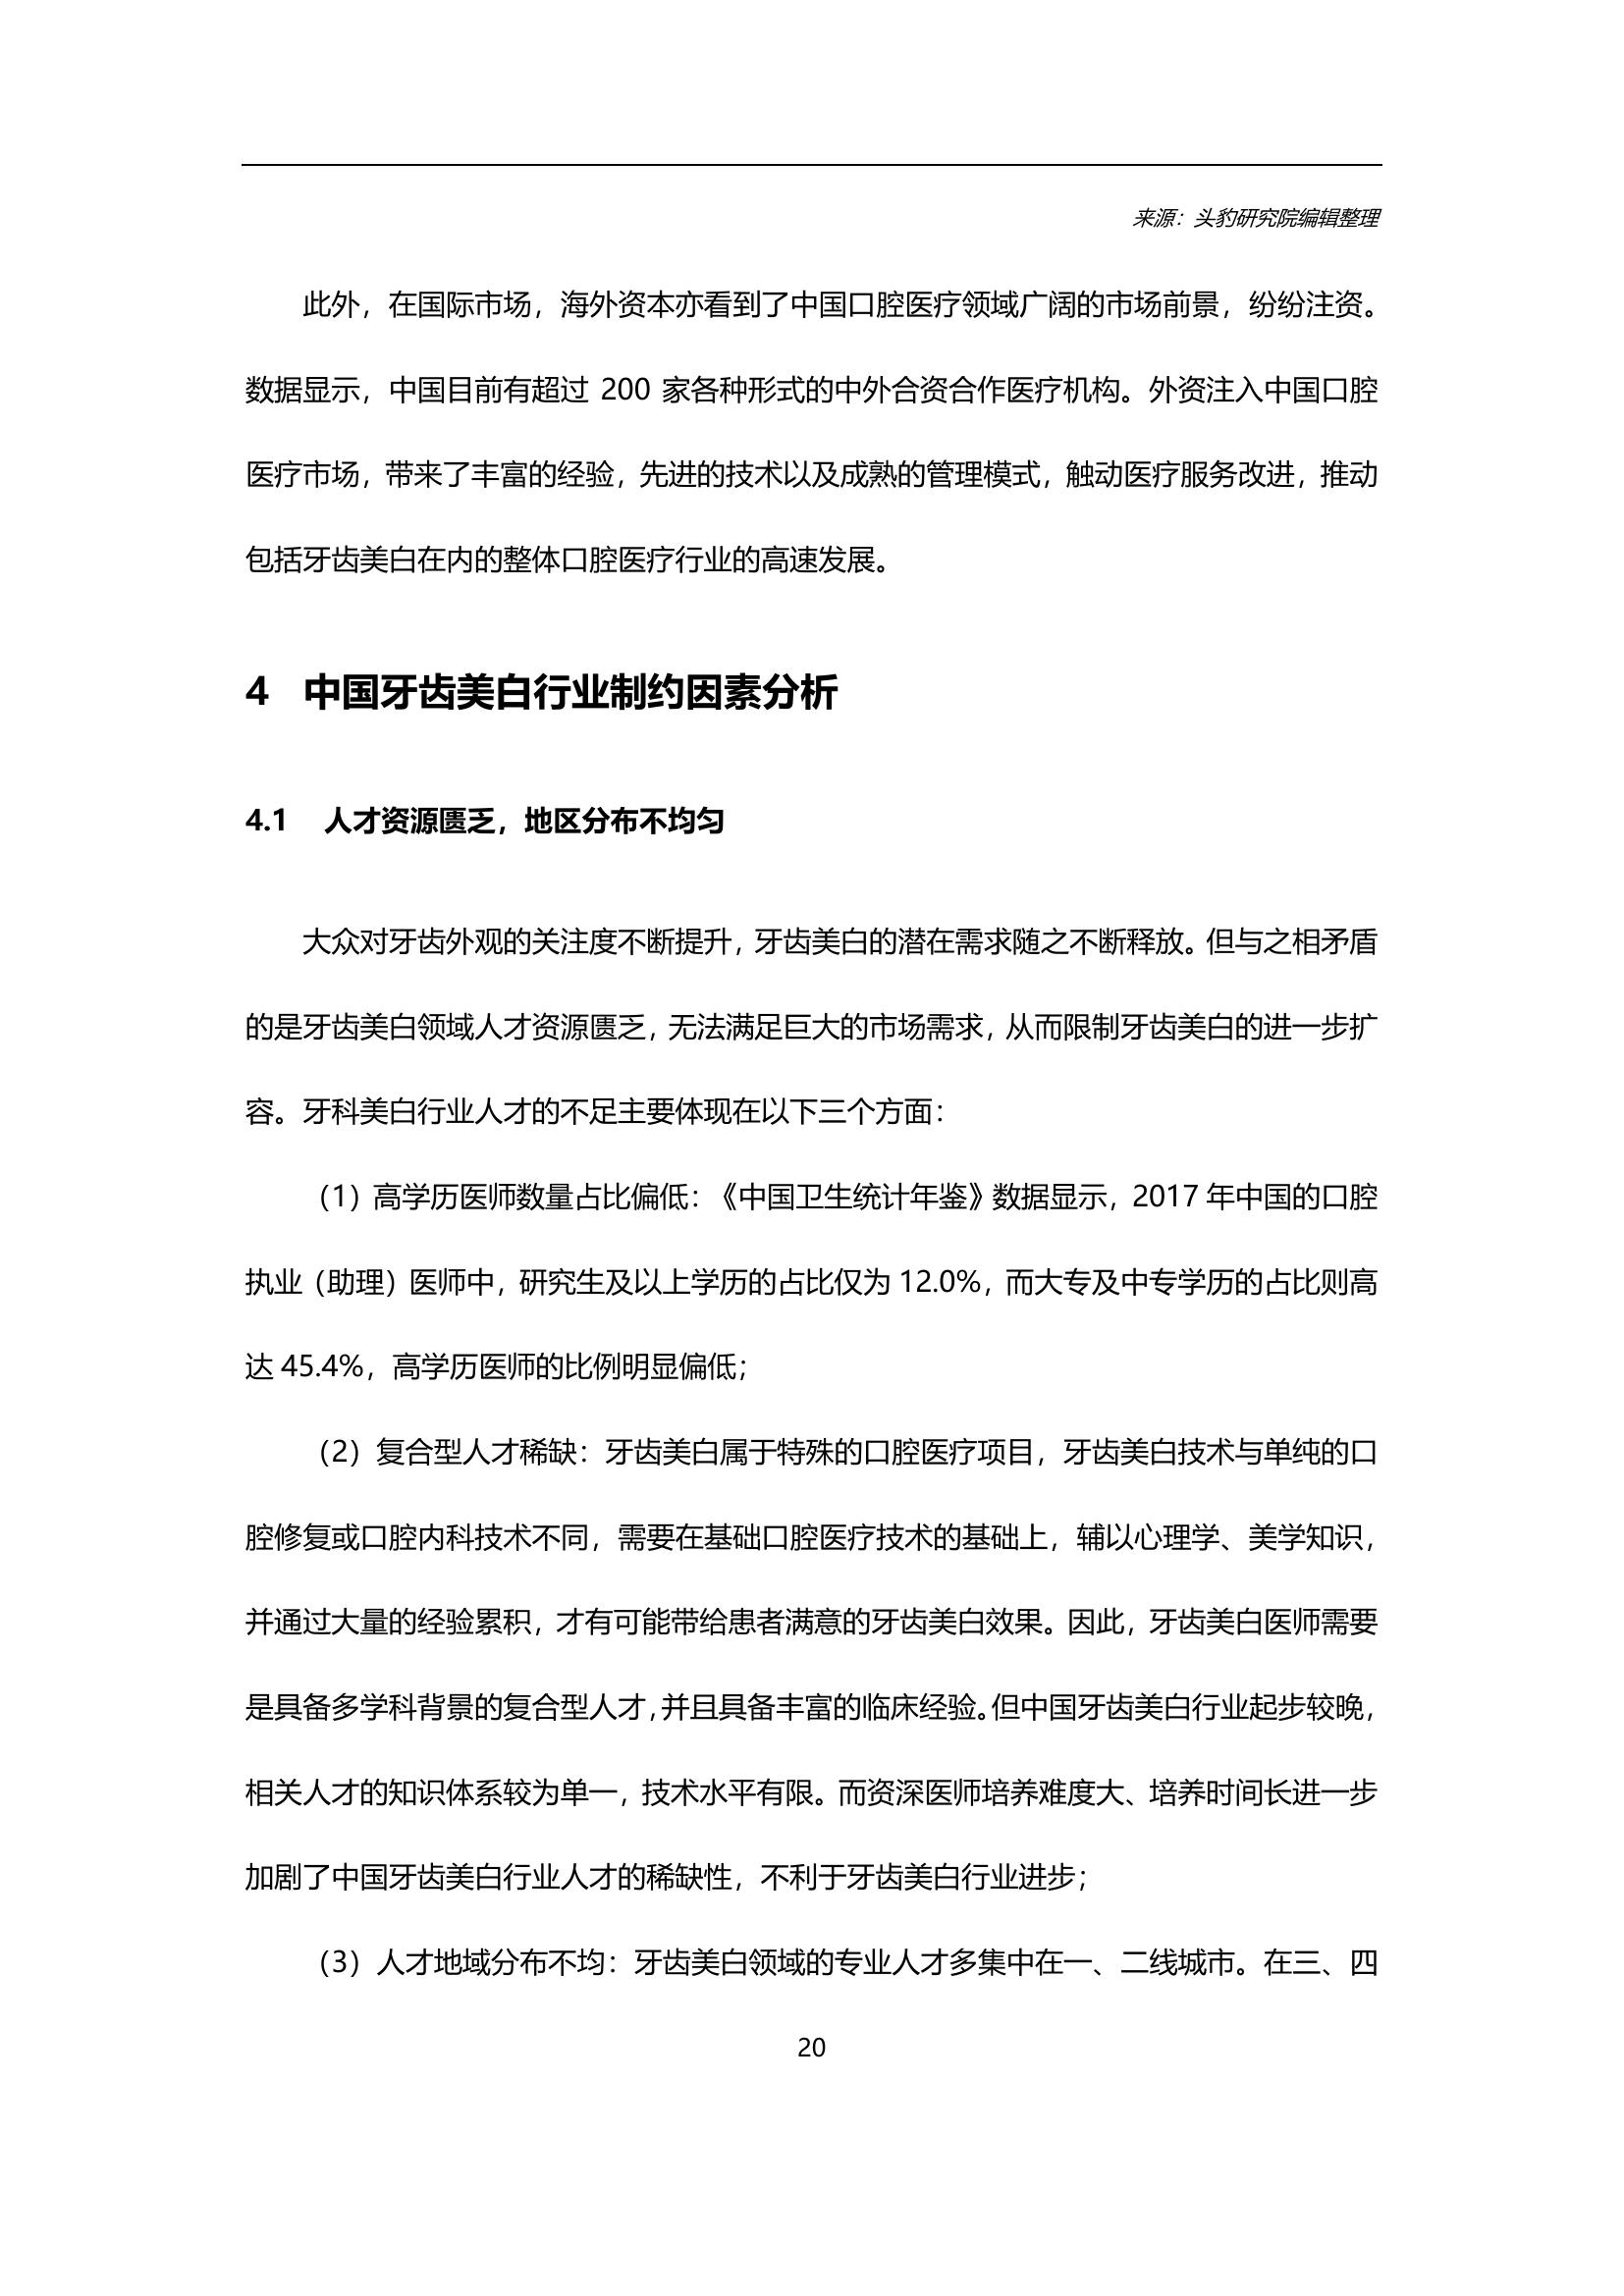 来源：头豹研究院编辑整理
此外，在国际市场，海外资本亦看到了中国口腔医疗领域广阔的市场前景，纷纷注资。
数据显示，中国目前有超过 200 家各种形式的中外合资合作医疗机构。外资注入中国口腔
医疗市场，带来了丰富的经验，先进的技术以及成熟的管理模式，触动医疗服务改进，推动
包括牙齿美白在内的整体口腔医疗行业的高速发展。
4 中国牙齿美白行业制约因素分析
4.1 人才资源匮乏，地区分布不均匀
大众对牙齿外观的关注度不断提升，牙齿美白的潜在需求随之不断释放。但与之相矛盾
的是牙齿美白领域人才资源匮乏，无法满足巨大的市场需求，从而限制牙齿美白的进一步扩
容。牙科美白行业人才的不足主要体现在以下三个方面：
（1）高学历医师数量占比偏低：《中国卫生统计年鉴》数据显示，2017 年中国的口腔
执业（助理）医师中，研究生及以上学历的占比仅为 12.0%，而大专及中专学历的占比则高
达 45.4%，高学历医师的比例明显偏低；
（2）复合型人才稀缺：牙齿美白属于特殊的口腔医疗项目，牙齿美白技术与单纯的口
腔修复或口腔内科技术不同，需要在基础口腔医疗技术的基础上，辅以心理学、美学知识，
并通过大量的经验累积，才有可能带给患者满意的牙齿美白效果。因此，牙齿美白医师需要
是具备多学科背景的复合型人才，并且具备丰富的临床经验。但中国牙齿美白行业起步较晚，
相关人才的知识体系较为单一，技术水平有限。而资深医师培养难度大、培养时间长进一步
加剧了中国牙齿美白行业人才的稀缺性，不利于牙齿美白行业进步；
（3）人才地域分布不均：牙齿美白领域的专业人才多集中在一、二线城市。在三、四
20